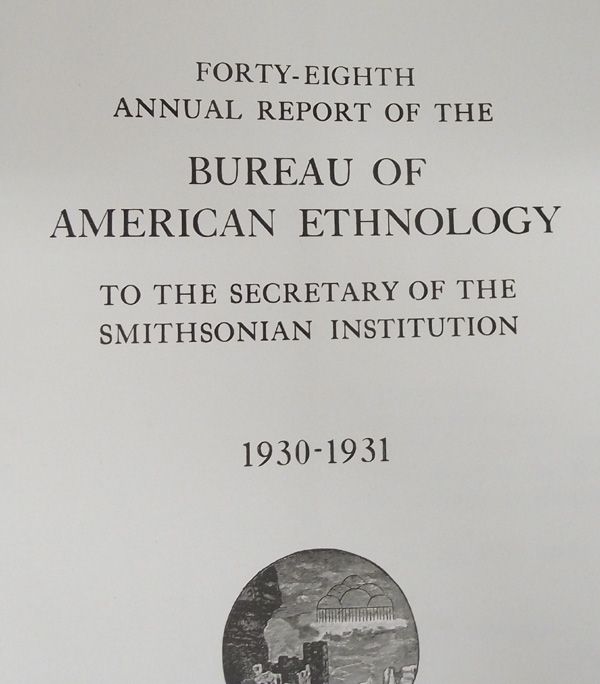 FORTY-EIGHTH
ANNUAL REPORT OF THE
BUREAU OF
AMERICAN ETHNOLOGY
TO THE SECRETARY OF THE
SMITHSONIAN INSTITUTION
1930-1931